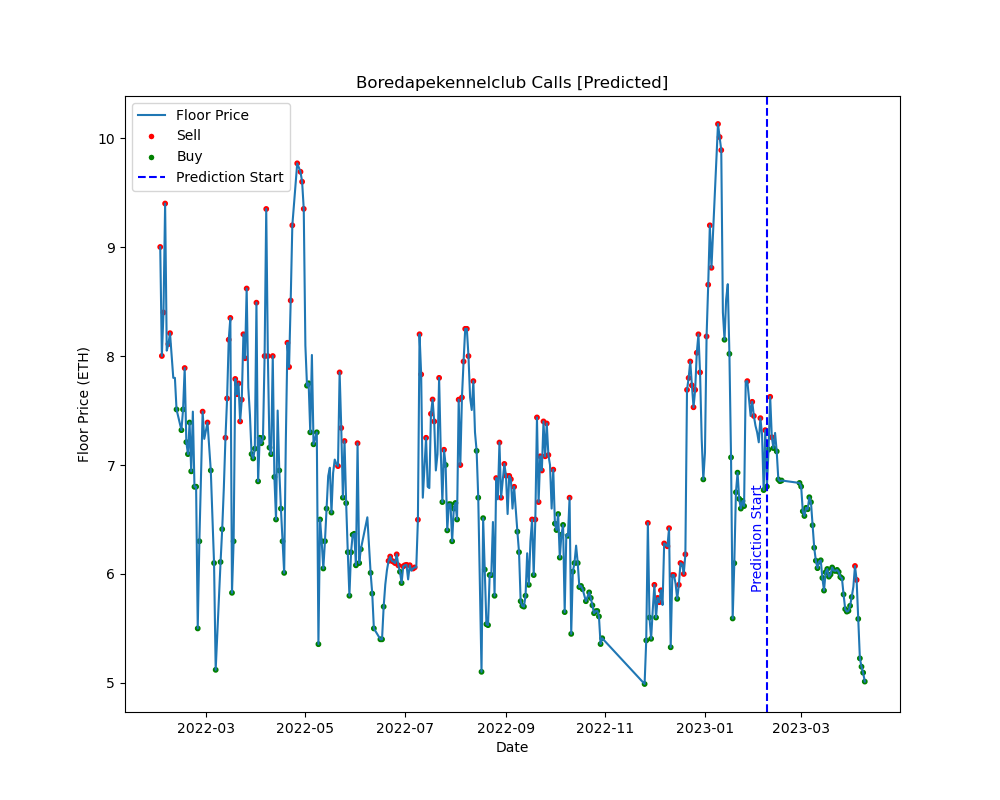 Boredapekennelclub Calls [Predicted]
Floor Price
Sell
Buy
Prediction Start
10
9
8
7
6
5
Floor Price (ETH)
Prediction Start
2022-03
2022-05
2022-07
2022-09
2022-11
2023-01
2023-03
Date